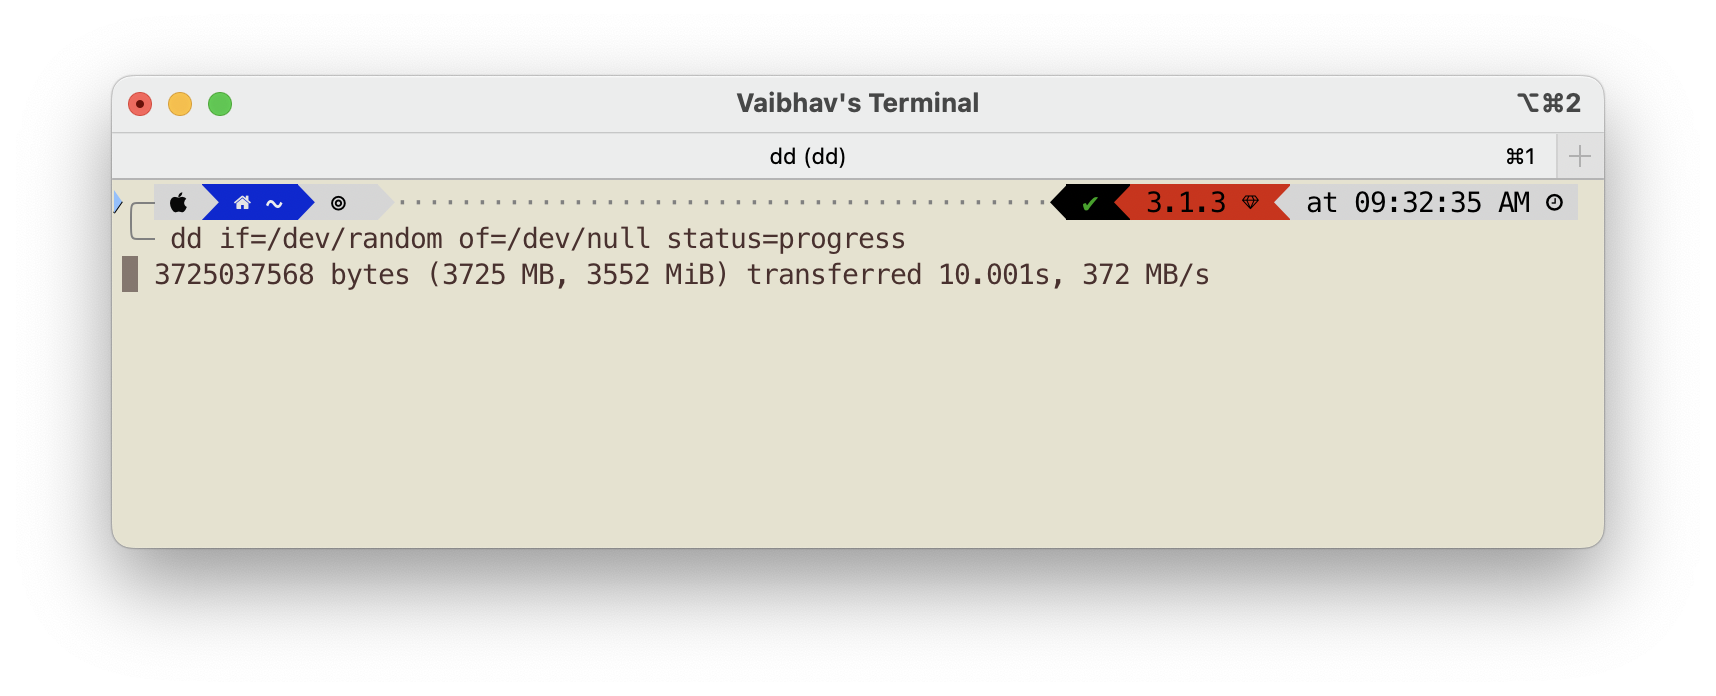 Vaibhav's Terminal ⌥⌘2
dd (dd) ⌘1
~ ✔ 3.1.3 at 09:32:35 AM
dd if=/dev/random of=/dev/null status=progress
3725037568 bytes (3725 MB, 3552 MiB) transferred 10.001s, 372 MB/s